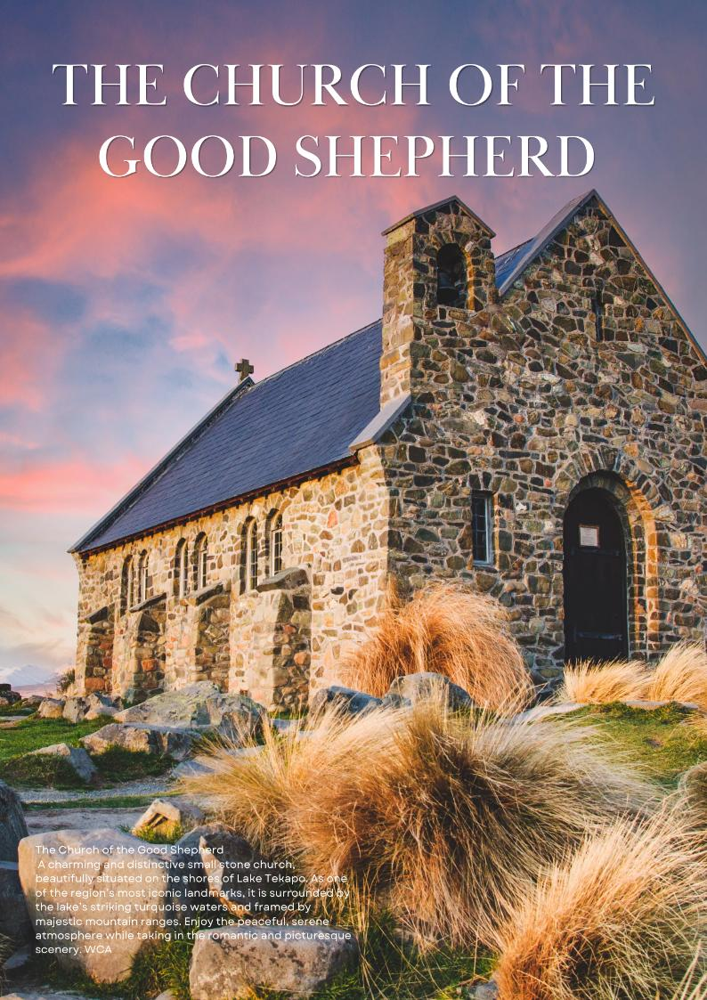 THE CHURCH OF THE
GOOD SHEPHERD
The Church of the Good Shepherd
A charming and distinctive small stone church,
beautifully situated on the shores of Lake Tekapo. As one
of the region's most iconic landmarks, it is surrounded by
the lake's striking turquoise waters and framed by
majestic mountain ranges. Enjoy the peaceful, serene
atmosphere while taking in the romantic and picturesque
scenery. WCA